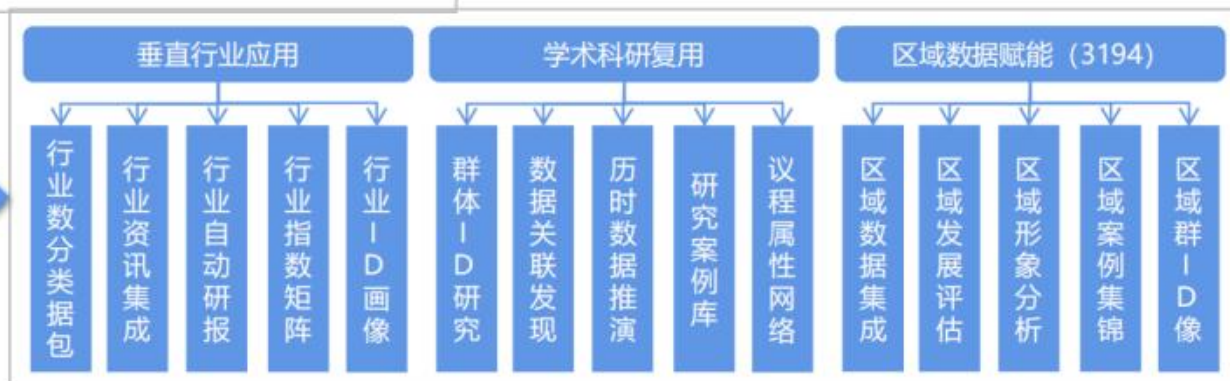 垂直行业应用
学术科研复用
区域数据赋能（3194）
行业数分类据包
行业资讯集成
行业自动研报
行业指数矩阵
行业ID画像
群体ID研究
数据关联发现
历时数据推演
研究案例库
议程属性网络
区域数据集成
区域发展评估
区域形象分析
区域案例集锦
区域群ID像